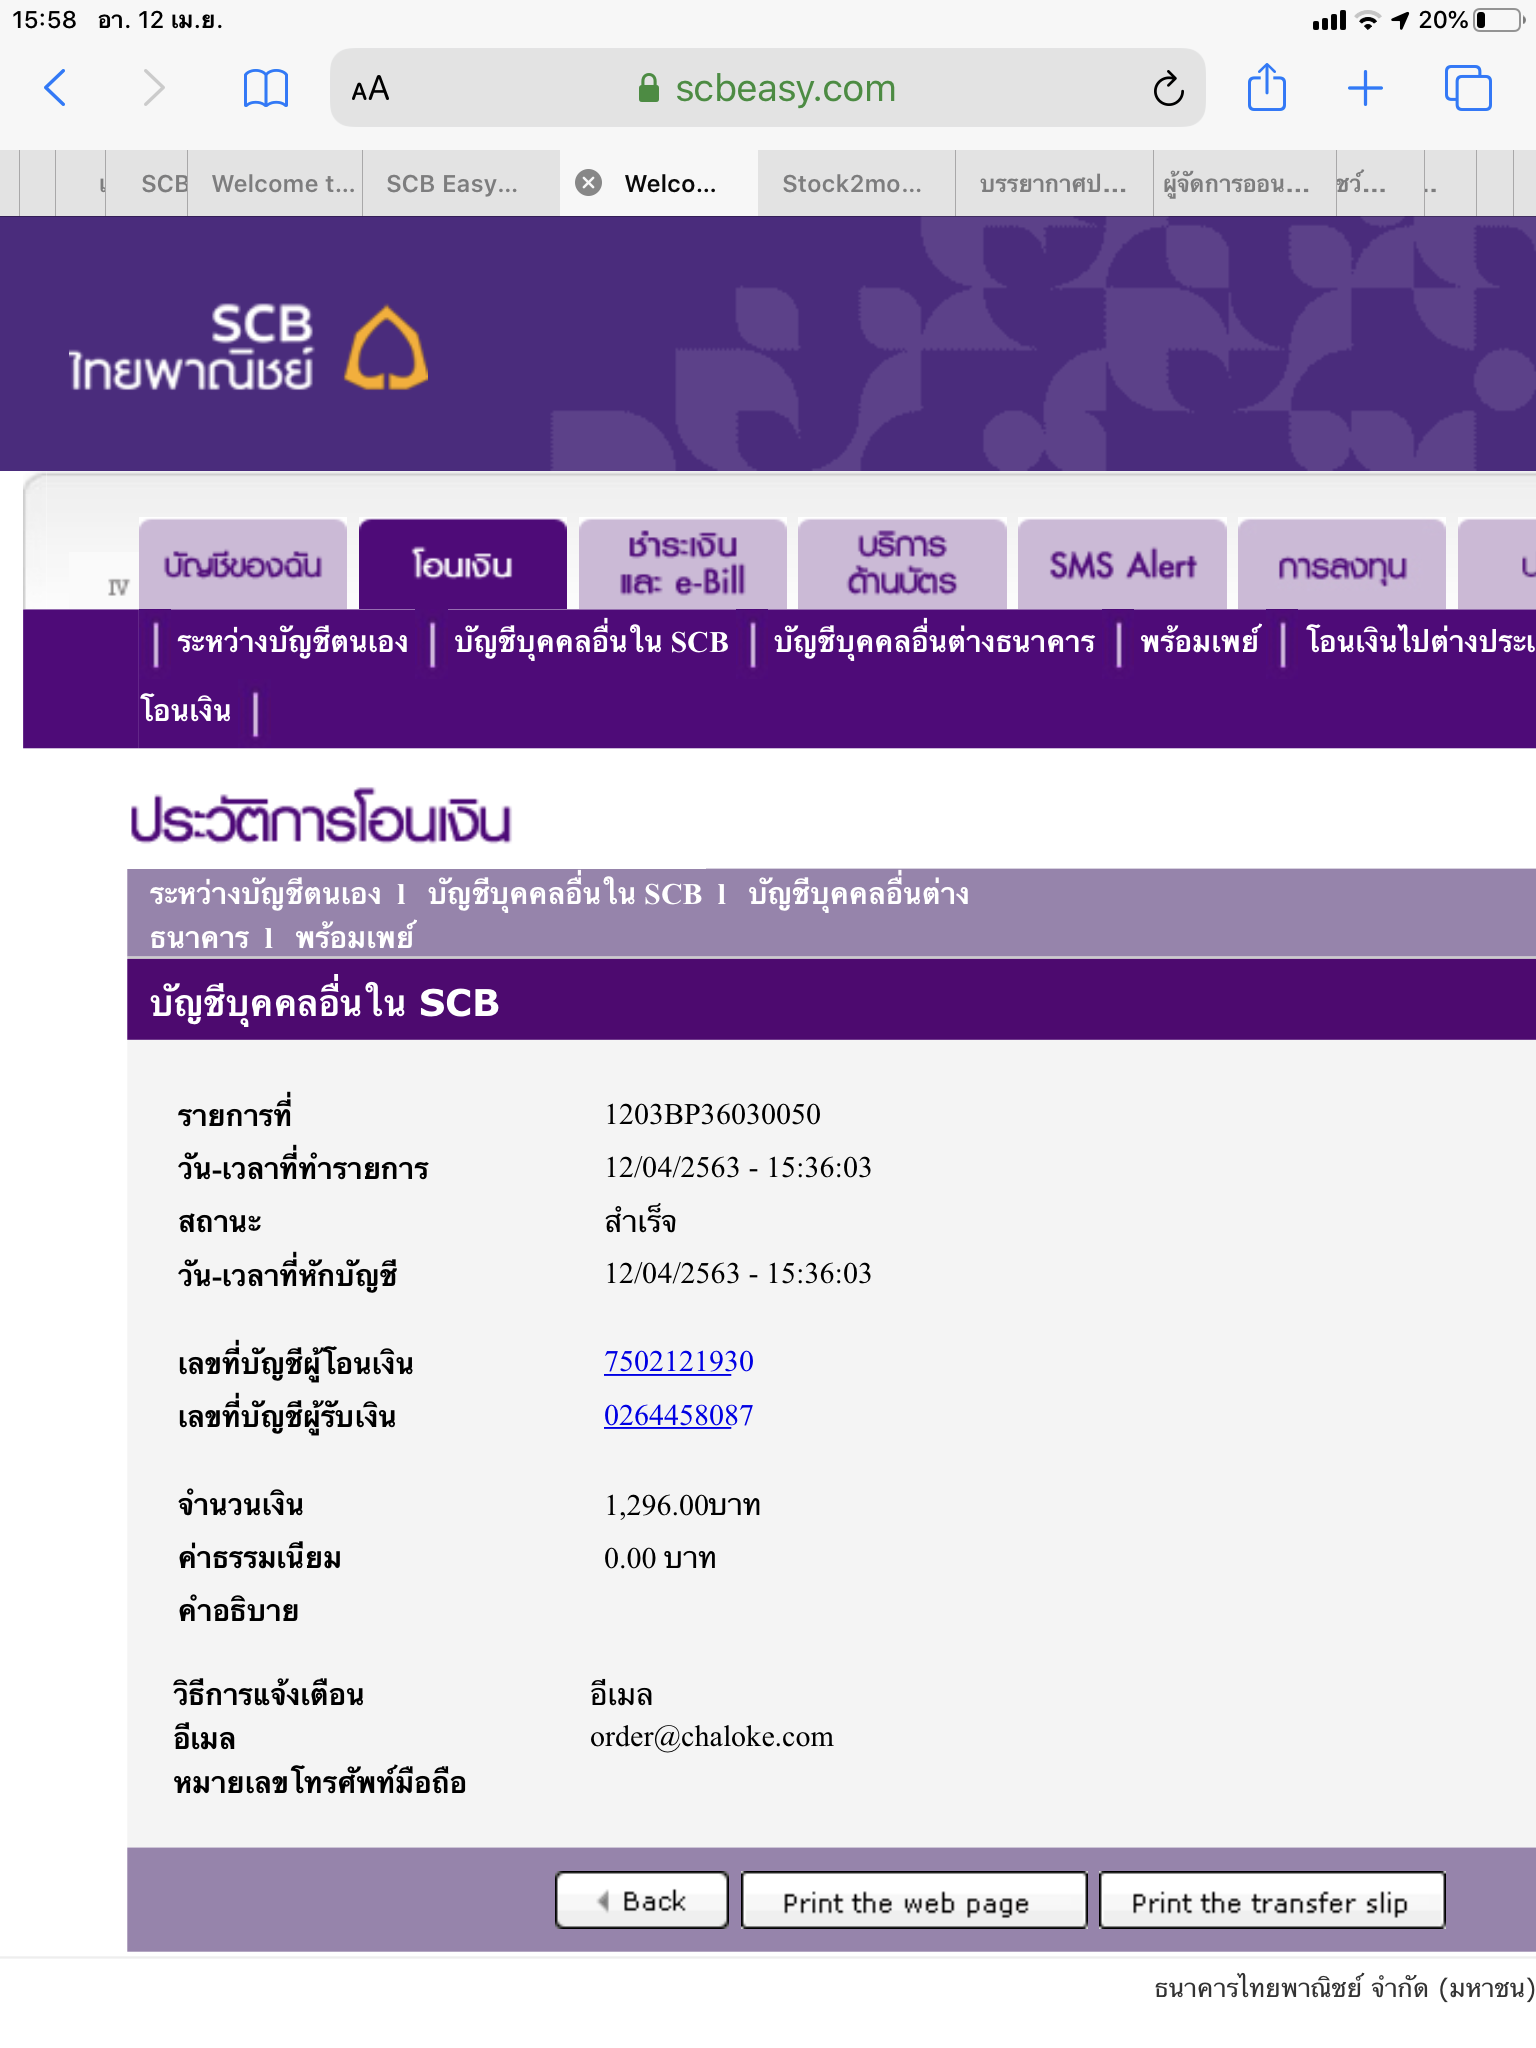 15:58 อา. 12 เม.ย.
20%
AA
scbeasy.com
SCB
Welcome t...
SCB Easy...
Welco...
Stock2mo...
บรรยากาศป...
ผู้จัดการออน...
ชว์...
SCB
ไทยพาณิชย์
บัญชีของฉัน
โอนเงิน
ชำระเงิน
และ e-Bill
บริการ
ด้านบัตร
SMS Alert
การลงทุน
| ระหว่างบัญชีตนเอง | บัญชีบุคคลอื่นใน SCB | บัญชีบุคคลอื่นต่างธนาคาร | พร้อมเพย์ | โอนเงินไปต่างประเ
โอนเงิน |
ประวัติการโอนเงิน
ระหว่างบัญชีตนเอง l บัญชีบุคคลอื่นใน SCB l บัญชีบุคคลอื่นต่าง
ธนาคาร l พร้อมเพย์
บัญชีบุคคลอื่นใน SCB
รายการที่ 1203BP36030050
วัน-เวลาที่ทำรายการ 12/04/2563 - 15:36:03
สถานะ สำเร็จ
วัน-เวลาที่หักบัญชี 12/04/2563 - 15:36:03
เลขที่บัญชีผู้โอนเงิน 7502121930
เลขที่บัญชีผู้รับเงิน 0264458087
จำนวนเงิน 1,296.00บาท
ค่าธรรมเนียม 0.00 บาท
คำอธิบาย
วิธีการแจ้งเตือน อีเมล
อีเมล order@chaloke.com
หมายเลขโทรศัพท์มือถือ
Back
Print the web page
Print the transfer slip
ธนาคารไทยพาณิชย์ จำกัด (มหาชน)